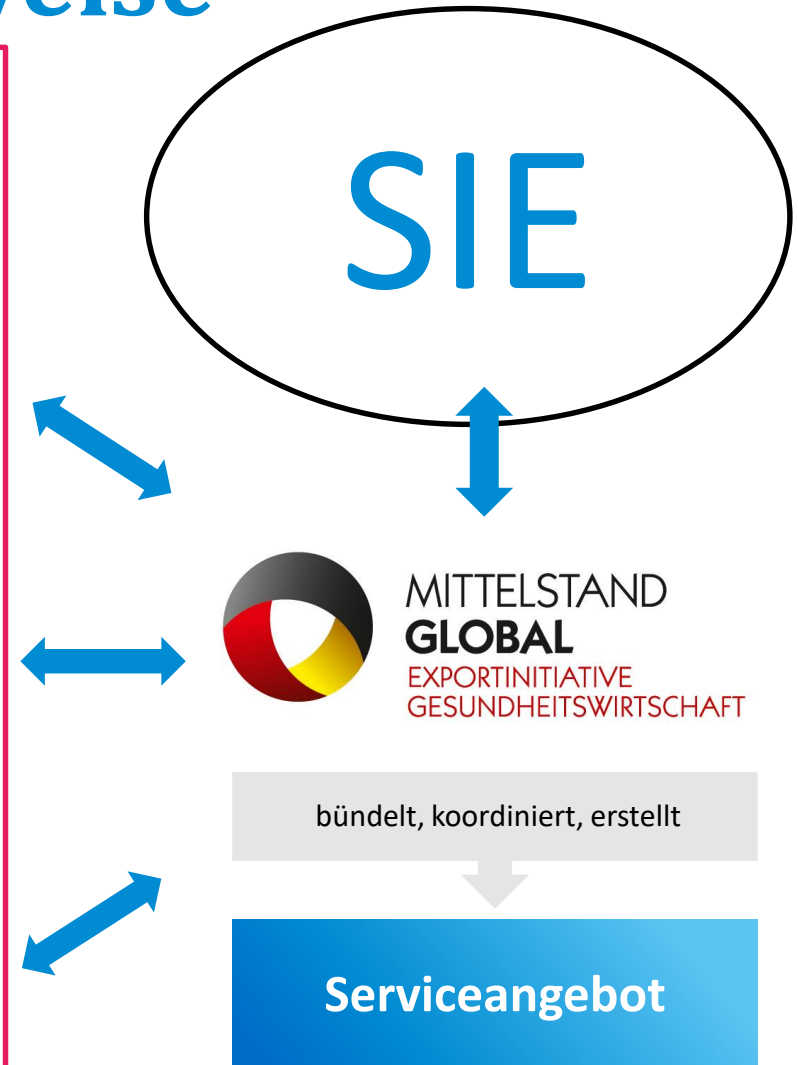 SIE
MITTELSTAND
GLOBAL
EXPORTINITIATIVE
GESUNDHEITSWIRTSCHAFT
bündelt, koordiniert, erstellt
Serviceangebot